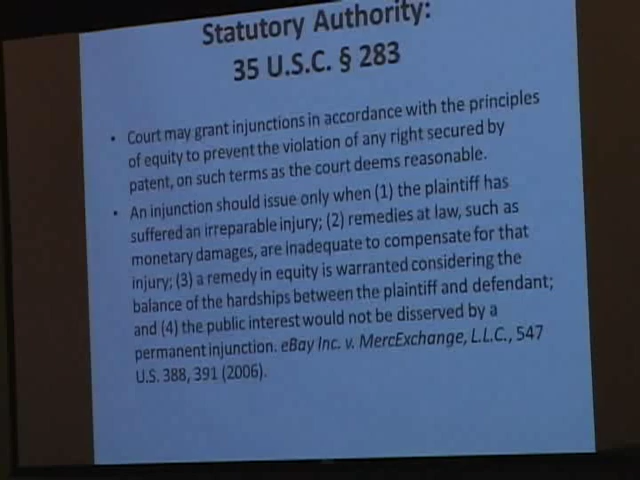 Statutory Authority:
35 U.S.C. § 283
• Court may grant injunctions in accordance with the principles
of equity to prevent the violation of any right secured by
patent, on such terms as the court deems reasonable.
• An injunction should issue only when (1) the plaintiff has
suffered an irreparable injury; (2) remedies at law, such as
monetary damages, are inadequate to compensate for that
injury; (3) a remedy in equity is warranted considering the
balance of the hardships between the plaintiff and defendant;
and (4) the public interest would not be disserved by a
permanent injunction. eBay Inc. v. MercExchange, L.L.C., 547
U.S. 388, 391 (2006).